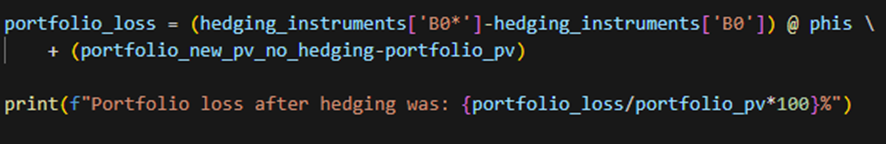 portfolio_loss = (hedging_instruments['B0*']-hedging_instruments['B0']) @ phis \
    + (portfolio_new_pv_no_hedging-portfolio_pv)
print(f"Portfolio loss after hedging was: {portfolio_loss/portfolio_pv*100}%")